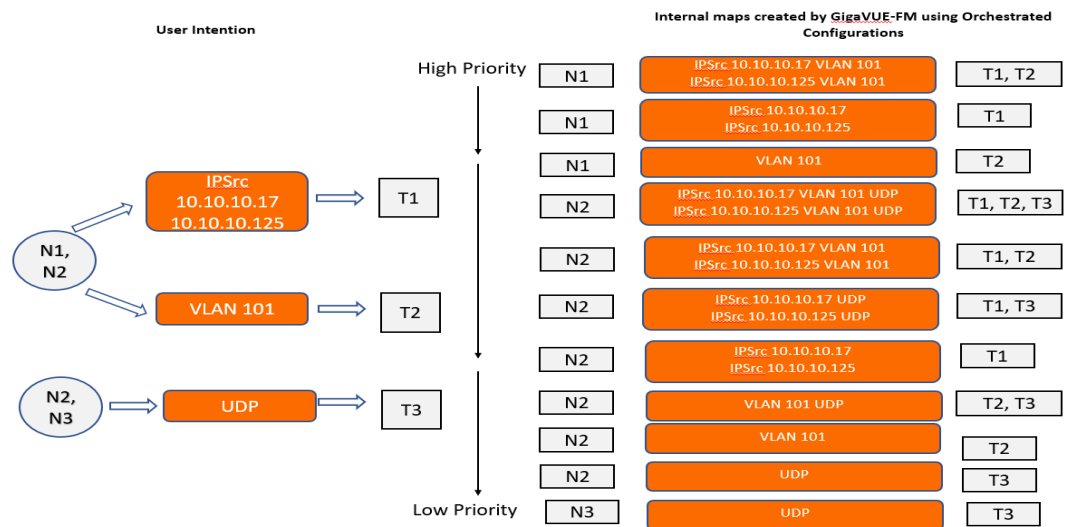 User Intention
Internal maps created by GigaVUE-FM using Orchestrated
Configurations
High Priority
N1
IPSrc 10.10.10.17 VLAN 101
IPSrc 10.10.10.125 VLAN 101
T1, T2
N1
IPSrc 10.10.10.17
IPSrc 10.10.10.125
T1
N1
VLAN 101
T2
N2
IPSrc 10.10.10.17 VLAN 101 UDP
IPSrc 10.10.10.125 VLAN 101 UDP
T1, T2, T3
N2
IPSrc 10.10.10.17 VLAN 101
IPSrc 10.10.10.125 VLAN 101
T1, T2
N2
IPSrc 10.10.10.17 UDP
IPSrc 10.10.10.125 UDP
T1, T3
N2
IPSrc 10.10.10.17
IPSrc 10.10.10.125
T1
N2
VLAN 101 UDP
T2, T3
N2
VLAN 101
T2
N2
UDP
T3
Low Priority
N3
UDP
T3
N1,
N2
IPSrc
10.10.10.17
10.10.10.125
T1
VLAN 101
T2
N2,
N3
UDP
T3